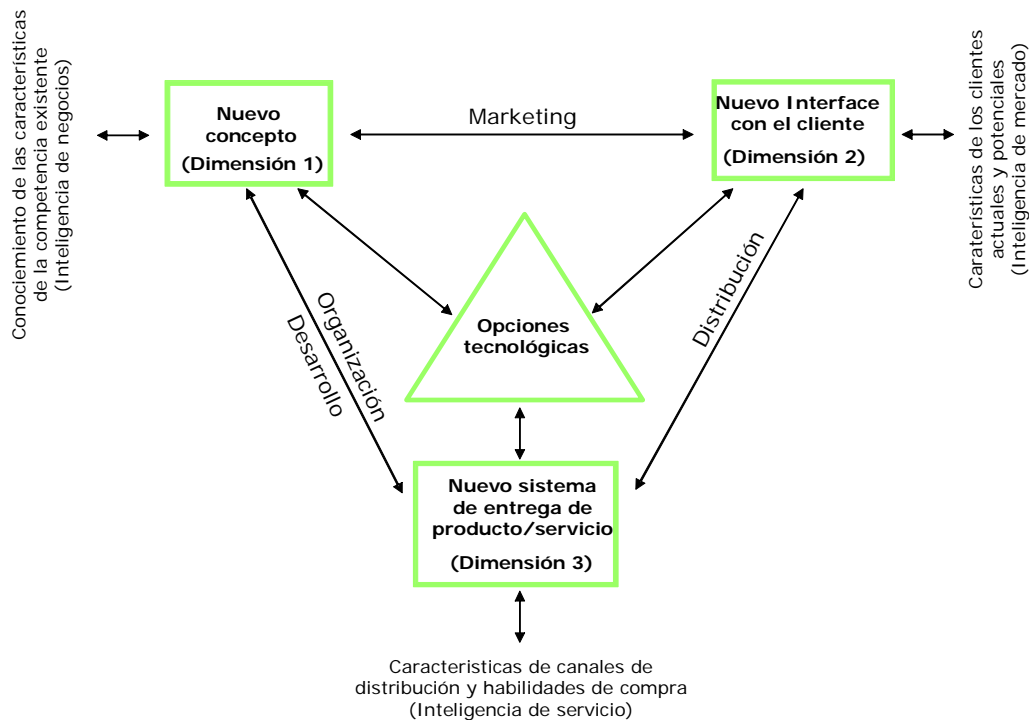 Conociemiento de las características
de la competencia existente
(Inteligencia de negocios)
Nuevo
concepto
(Dimensión 1)
Marketing
Nuevo Interface
con el cliente
(Dimensión 2)
Caraterísticas de los clientes
actuales y potenciales
(Inteligencia de mercado)
Organización
Desarrollo
Opciones
tecnológicas
Distribución
Nuevo sistema
de entrega de
producto/servicio
(Dimensión 3)
Caracteristicas de canales de
distribución y habilidades de compra
(Inteligencia de servicio)